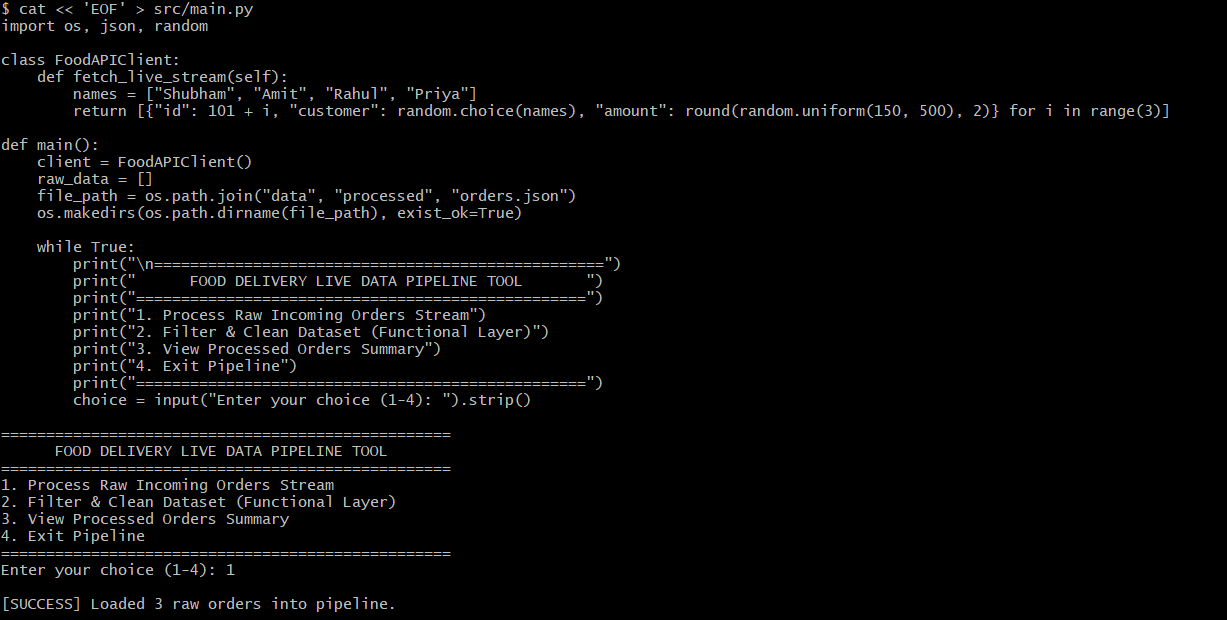 $ cat << 'EOF' > src/main.py
import os, json, random

class FoodAPIClient:
    def fetch_live_stream(self):
        names = ["Shubham", "Amit", "Rahul", "Priya"]
        return [{"id": 101 + i, "customer": random.choice(names), "amount": round(random.uniform(150, 500), 2)} for i in range(3)]

def main():
    client = FoodAPIClient()
    raw_data = []
    file_path = os.path.join("data", "processed", "orders.json")
    os.makedirs(os.path.dirname(file_path), exist_ok=True)

    while True:
        print("\n==================================================")
        print("      FOOD DELIVERY LIVE DATA PIPELINE TOOL       ")
        print("==================================================")
        print("1. Process Raw Incoming Orders Stream")
        print("2. Filter & Clean Dataset (Functional Layer)")
        print("3. View Processed Orders Summary")
        print("4. Exit Pipeline")
        print("==================================================")
        choice = input("Enter your choice (1-4): ").strip()

==================================================
      FOOD DELIVERY LIVE DATA PIPELINE TOOL
==================================================
1. Process Raw Incoming Orders Stream
2. Filter & Clean Dataset (Functional Layer)
3. View Processed Orders Summary
4. Exit Pipeline
==================================================
Enter your choice (1-4): 1

[SUCCESS] Loaded 3 raw orders into pipeline.